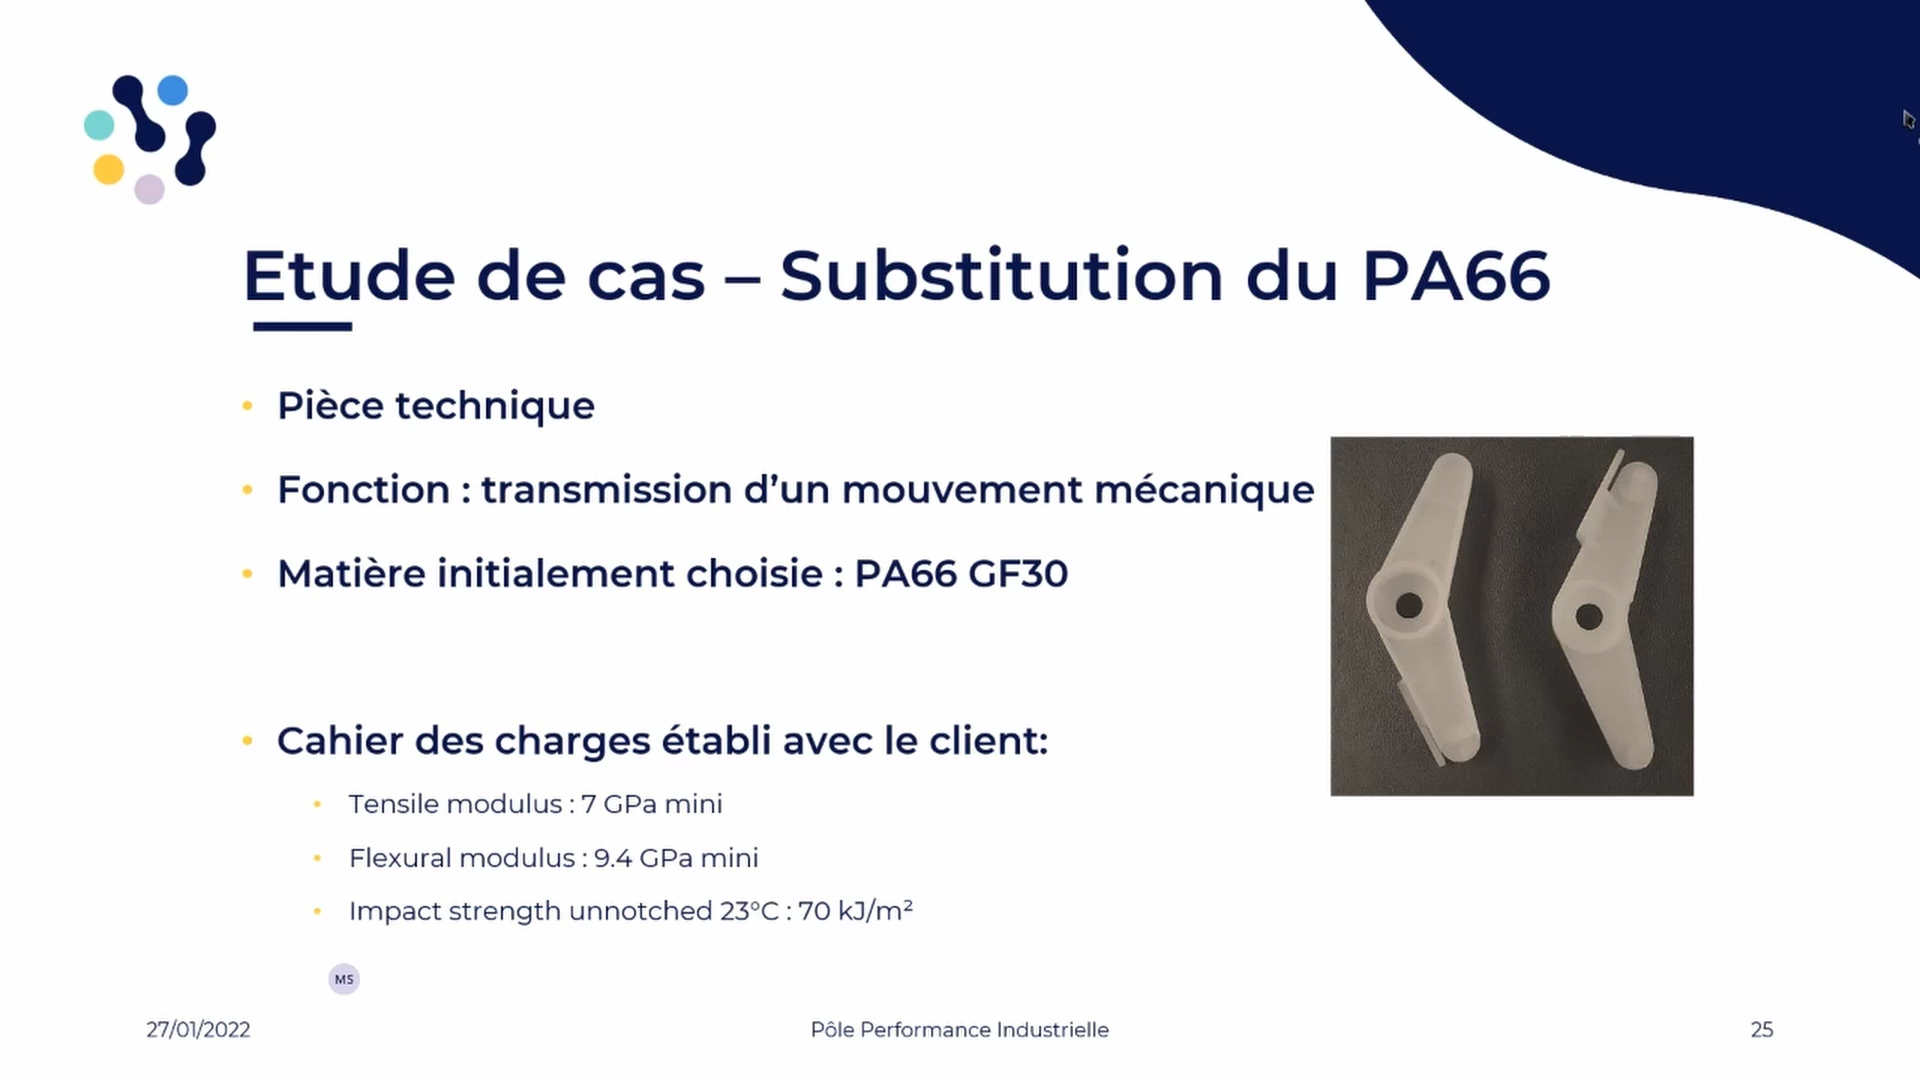 Etude de cas – Substitution du PA66
• Pièce technique
• Fonction : transmission d’un mouvement mécanique
• Matière initialement choisie : PA66 GF30
• Cahier des charges établi avec le client:
• Tensile modulus : 7 GPa mini
• Flexural modulus : 9.4 GPa mini
• Impact strength unnotched 23°C : 70 kJ/m²
MS
27/01/2022
Pôle Performance Industrielle
25